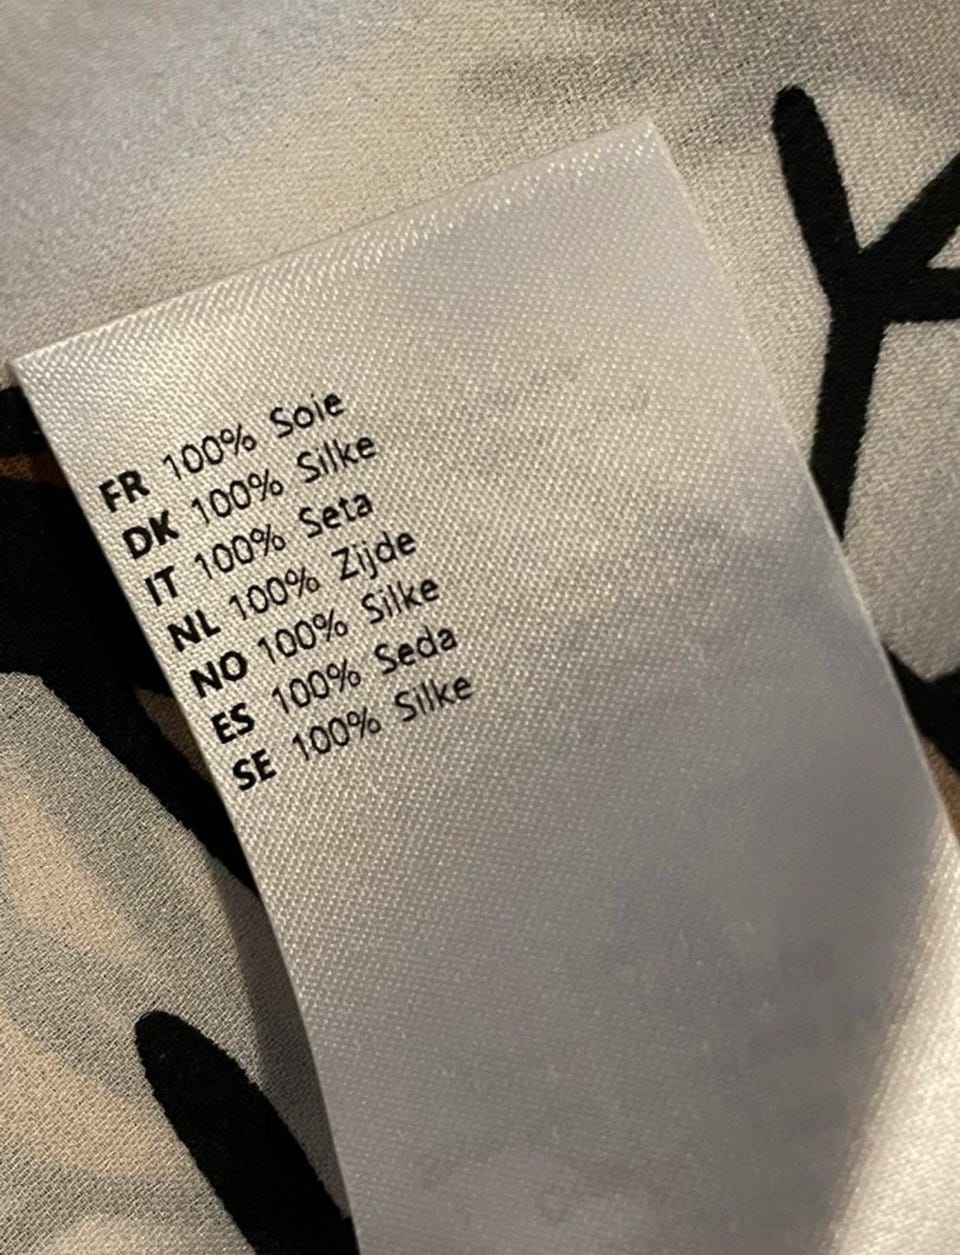 FR 100% Soie
DK 100% Silke
IT 100% Seta
NL 100% Zijde
NO 100% Silke
ES 100% Seda
SE 100% Silke